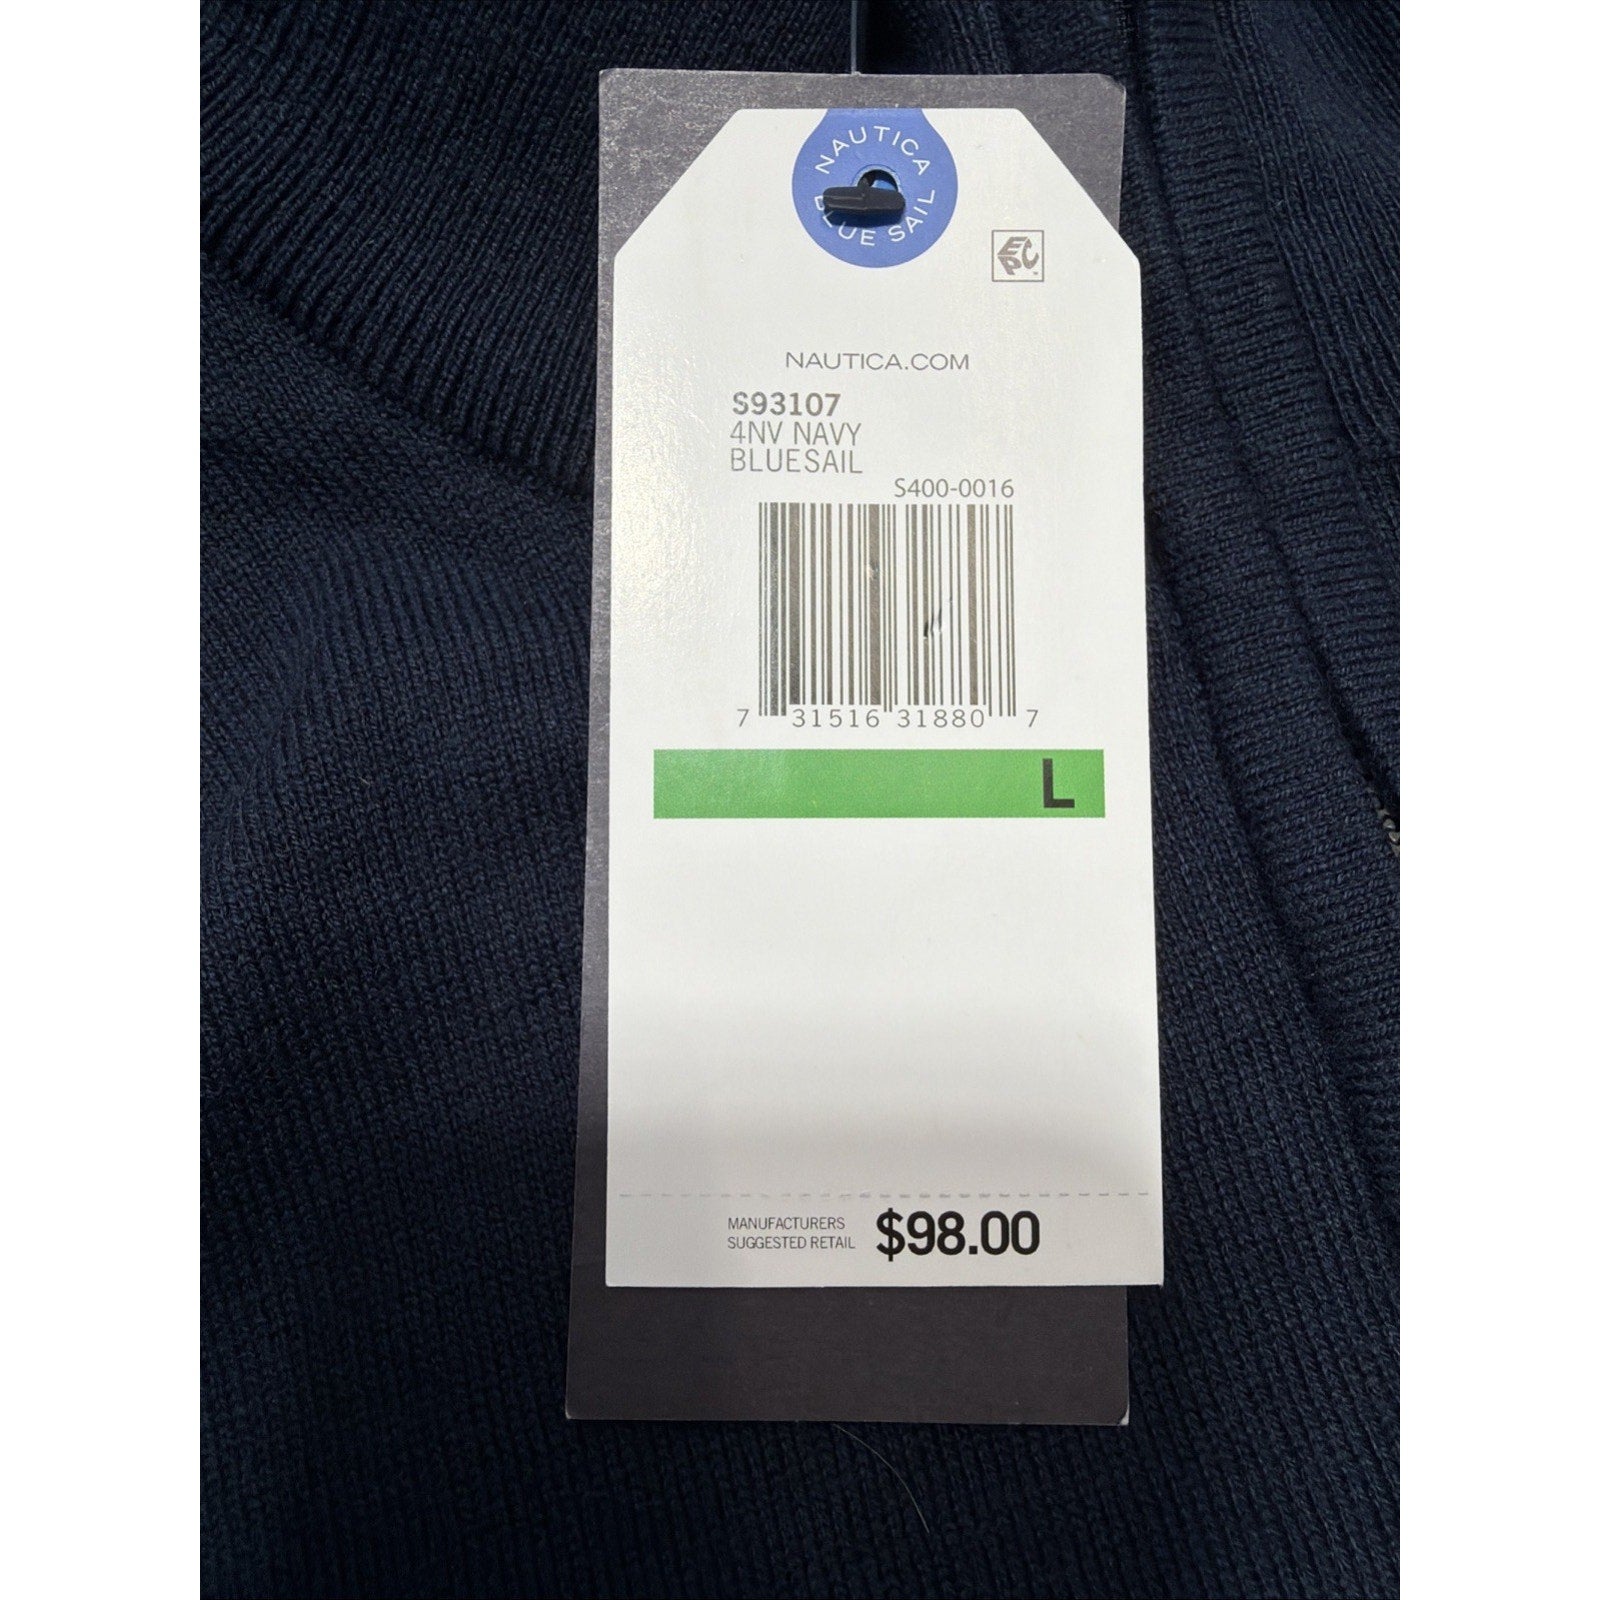 NAUTICA
BLUE SAIL
EPC
NAUTICA.COM
S93107
4NV NAVY
BLUESAIL
S400-0016
7 31516 31880 7
L
MANUFACTURERS
SUGGESTED RETAIL $98.00